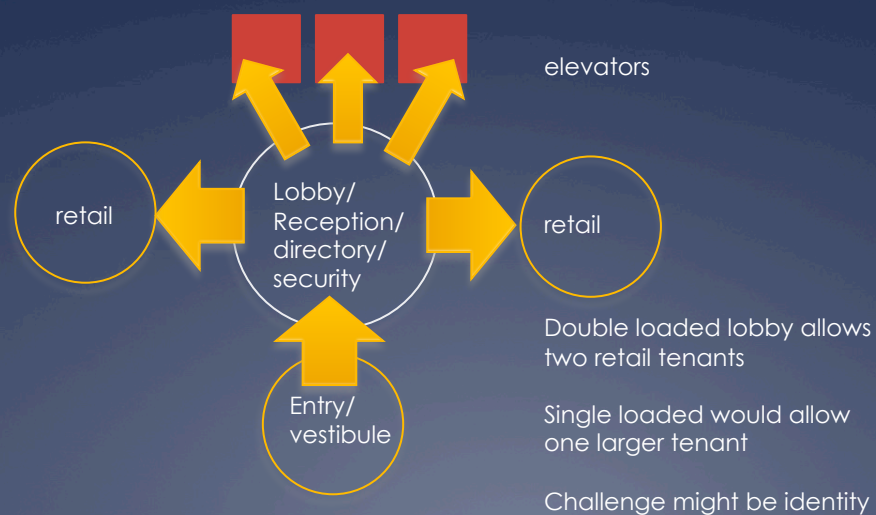 elevators
retail
Lobby/
Reception/
directory/
security
retail
Entry/
vestibule
Double loaded lobby allows
two retail tenants
Single loaded would allow
one larger tenant
Challenge might be identity